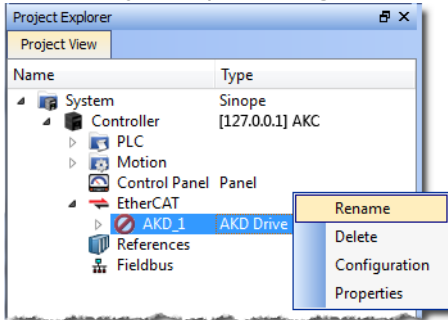 Project Explorer
Project View
Name Type
System Sinope
Controller [127.0.0.1] AKC
PLC
Motion
Control Panel Panel
EtherCAT
AKD_1 AKD Drive
References
Fieldbus
Rename
Delete
Configuration
Properties